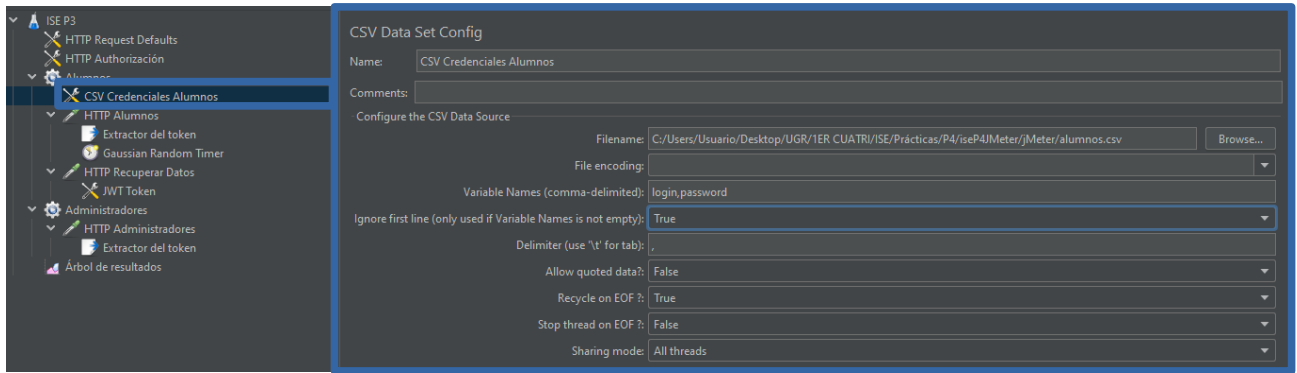 ISE P3
HTTP Request Defaults
HTTP Authorización
Alumnos
CSV Credenciales Alumnos
HTTP Alumnos
Extractor del token
Gaussian Random Timer
HTTP Recuperar Datos
JWT Token
Administradores
HTTP Administradores
Extractor del token
Árbol de resultados
CSV Data Set Config
Name: CSV Credenciales Alumnos
Comments:
Configure the CSV Data Source
Filename: C:/Users/Usuario/Desktop/UGR/1ER CUATRI/ISE/Prácticas/P4/iseP4JMeter/jMeter/alumnos.csv Browse...
File encoding:
Variable Names (comma-delimited): login,password
Ignore first line (only used if Variable Names is not empty): True
Delimiter (use '\t' for tab): ,
Allow quoted data?: False
Recycle on EOF ?: True
Stop thread on EOF ?: False
Sharing mode: All threads